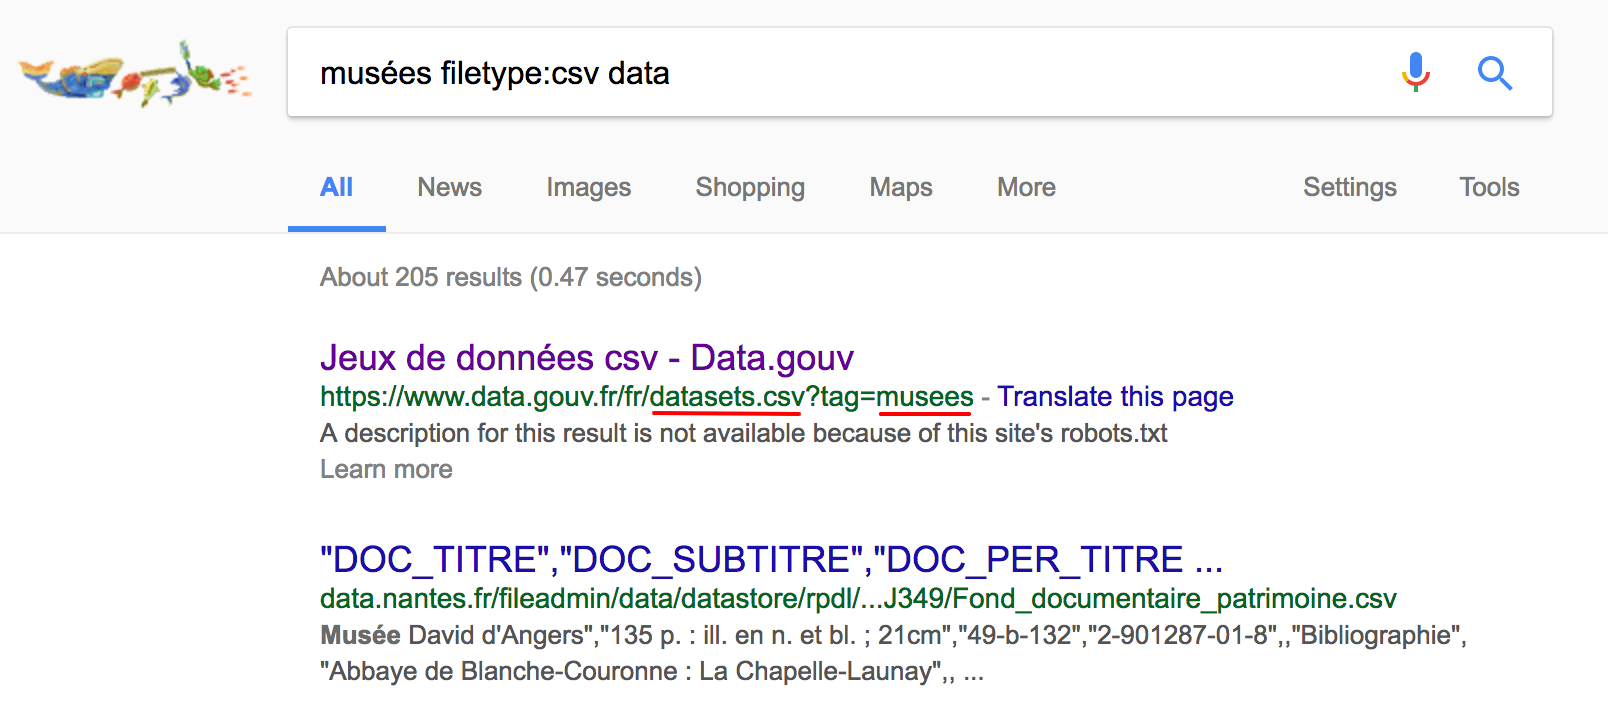 musées filetype:csv data
All News Images Shopping Maps More Settings Tools
About 205 results (0.47 seconds)
Jeux de données csv - Data.gouv
https://www.data.gouv.fr/fr/datasets.csv?tag=musees - Translate this page
A description for this result is not available because of this site's robots.txt
Learn more
"DOC_TITRE","DOC_SUBTITRE","DOC_PER_TITRE ...
data.nantes.fr/fileadmin/data/datastore/rpdl/...J349/Fond_documentaire_patrimoine.csv
Musée David d'Angers","135 p. : ill. en n. et bl. ; 21cm","49-b-132","2-901287-01-8",,"Bibliographie",
"Abbaye de Blanche-Couronne : La Chapelle-Launay",, ...